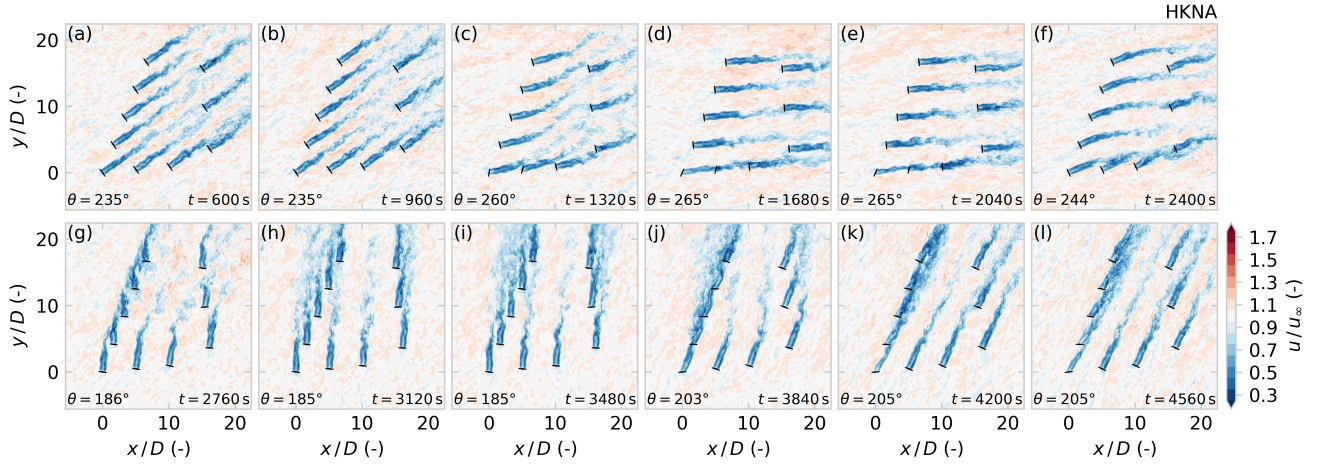 HKNA
(a) (b) (c) (d) (e) (f)
20
10
0
y / D (-)
θ = 235° t = 600 s
θ = 235° t = 960 s
θ = 260° t = 1320 s
θ = 265° t = 1680 s
θ = 265° t = 2040 s
θ = 244° t = 2400 s
(g) (h) (i) (j) (k) (l)
20
10
0
y / D (-)
θ = 186° t = 2760 s
θ = 185° t = 3120 s
θ = 185° t = 3480 s
θ = 203° t = 3840 s
θ = 205° t = 4200 s
θ = 205° t = 4560 s
0 10 20 0 10 20 0 10 20 0 10 20 0 10 20 0 10 20
x / D (-) x / D (-) x / D (-) x / D (-) x / D (-) x / D (-)
1.7
1.5
1.3
1.1
0.9
0.7
0.5
0.3
u / u∞ (-)